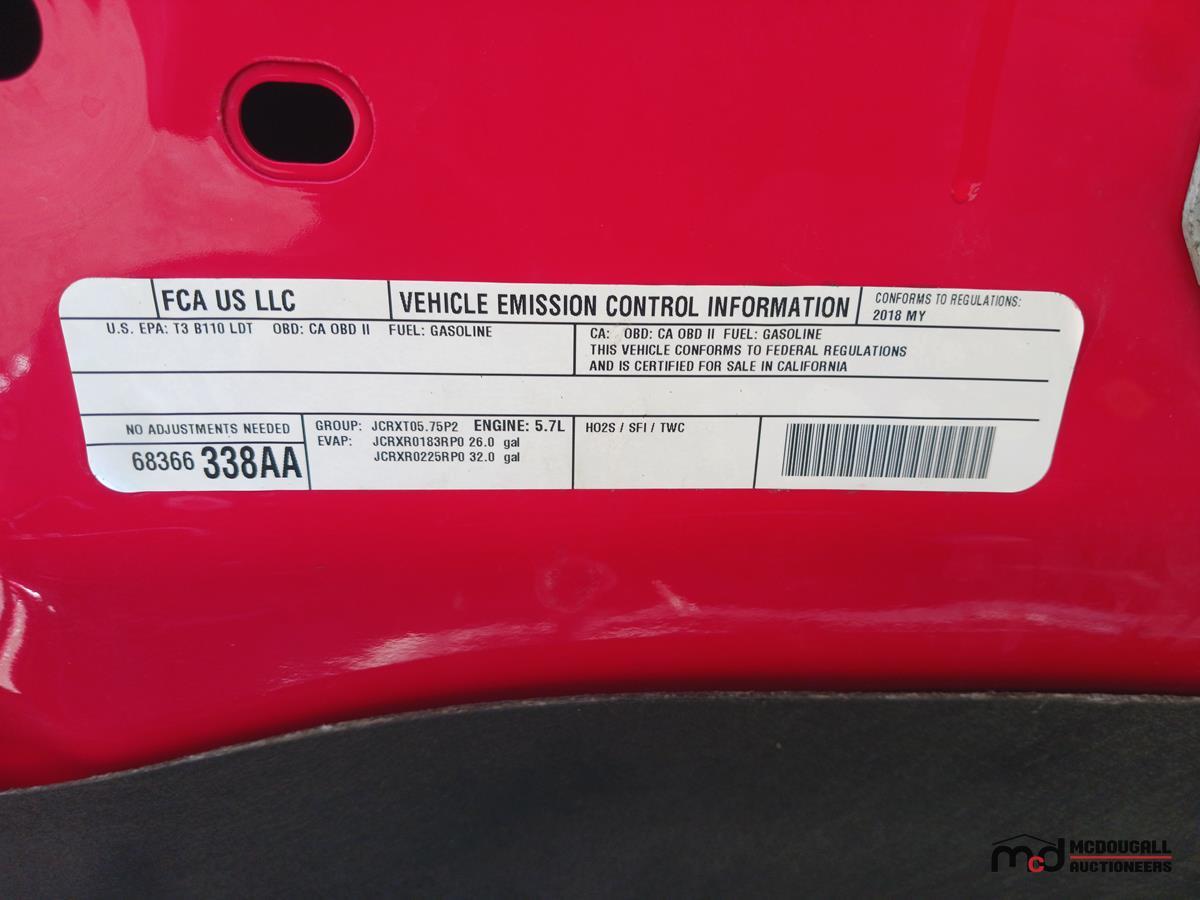 FCA US LLC
VEHICLE EMISSION CONTROL INFORMATION
CONFORMS TO REGULATIONS:
2018 MY
U.S. EPA: T3 B110 LDT OBD: CA OBD II FUEL: GASOLINE
CA: OBD: CA OBD II FUEL: GASOLINE
THIS VEHICLE CONFORMS TO FEDERAL REGULATIONS
AND IS CERTIFIED FOR SALE IN CALIFORNIA
NO ADJUSTMENTS NEEDED
68366 338AA
GROUP: JCRXT05.75P2 ENGINE: 5.7L
EVAP: JCRXR0183RP0 26.0 gal
JCRXR0225RP0 32.0 gal
HO2S / SFI / TWC
mcd
MCDOUGALL
AUCTIONEERS